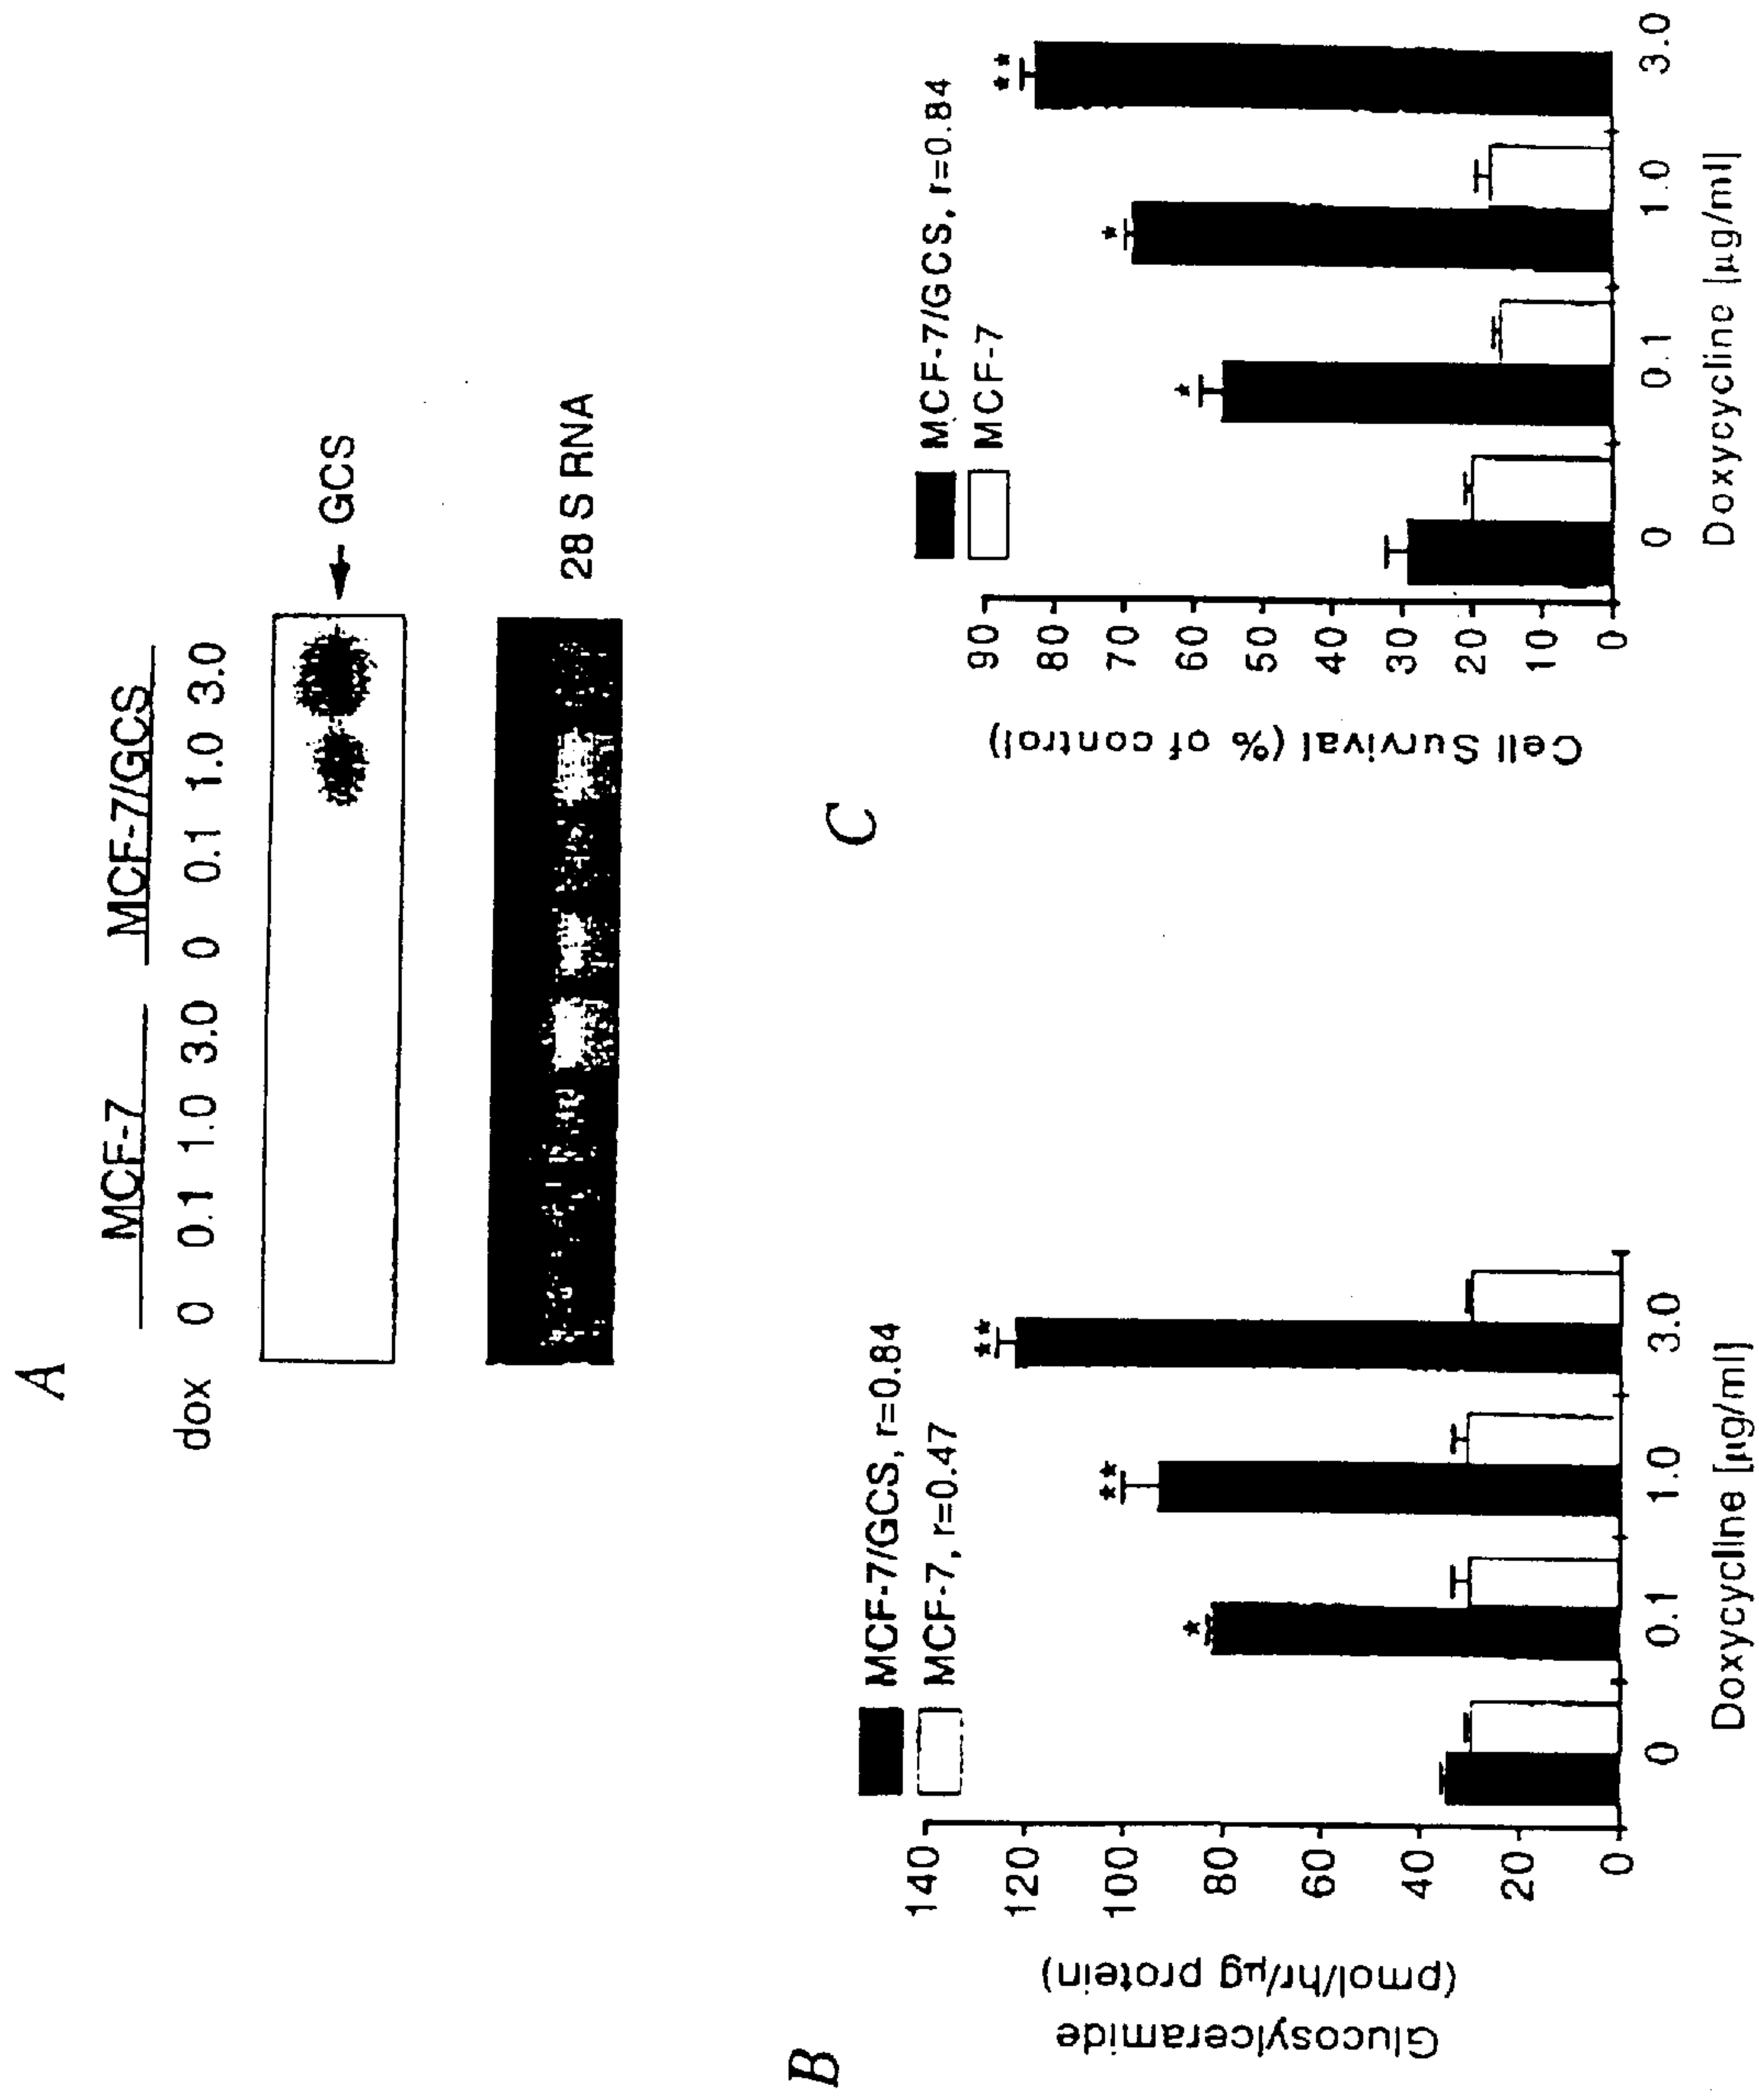 A
MCF-7 MCF-7/GCS
dox 0 0.1 1.0 3.0 0 0.1 1.0 3.0
GCS
28 S RNA
B
MCF-7/GCS, r=0.84
MCF-7, r=0.47
Glucosylceramide
(pmol/hr/μg protein)
140
120
100
80
60
40
20
0
* ** **
0 0.1 1.0 3.0
Doxycycline [μg/ml]
C
MCF-7/GCS, r=0.84
MCF-7
Cell Survival (% of control)
90
80
70
60
50
40
30
20
10
0
* * **
0 0.1 1.0 3.0
Doxycycline [μg/ml]